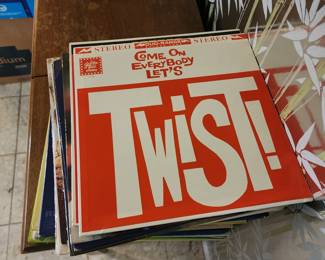 STEREO STEREO
COME ON
EVERYBODY
LET'S
TWIST!